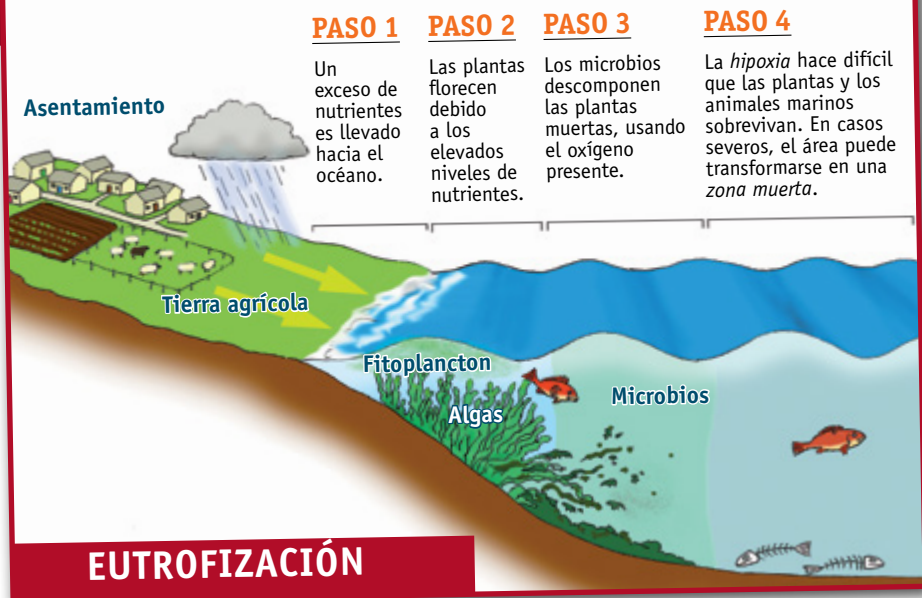 PASO 1
Un
exceso de
nutrientes
es llevado
hacia el
océano.
PASO 2
Las plantas
florecen
debido
a los
elevados
niveles de
nutrientes.
PASO 3
Los microbios
descomponen
las plantas
muertas, usando
el oxígeno
presente.
PASO 4
La hipoxia hace difícil
que las plantas y los
animales marinos
sobrevivan. En casos
severos, el área puede
transformarse en una
zona muerta.
Asentamiento
Tierra agrícola
Fitoplancton
Algas
Microbios
EUTROFIZACIÓN